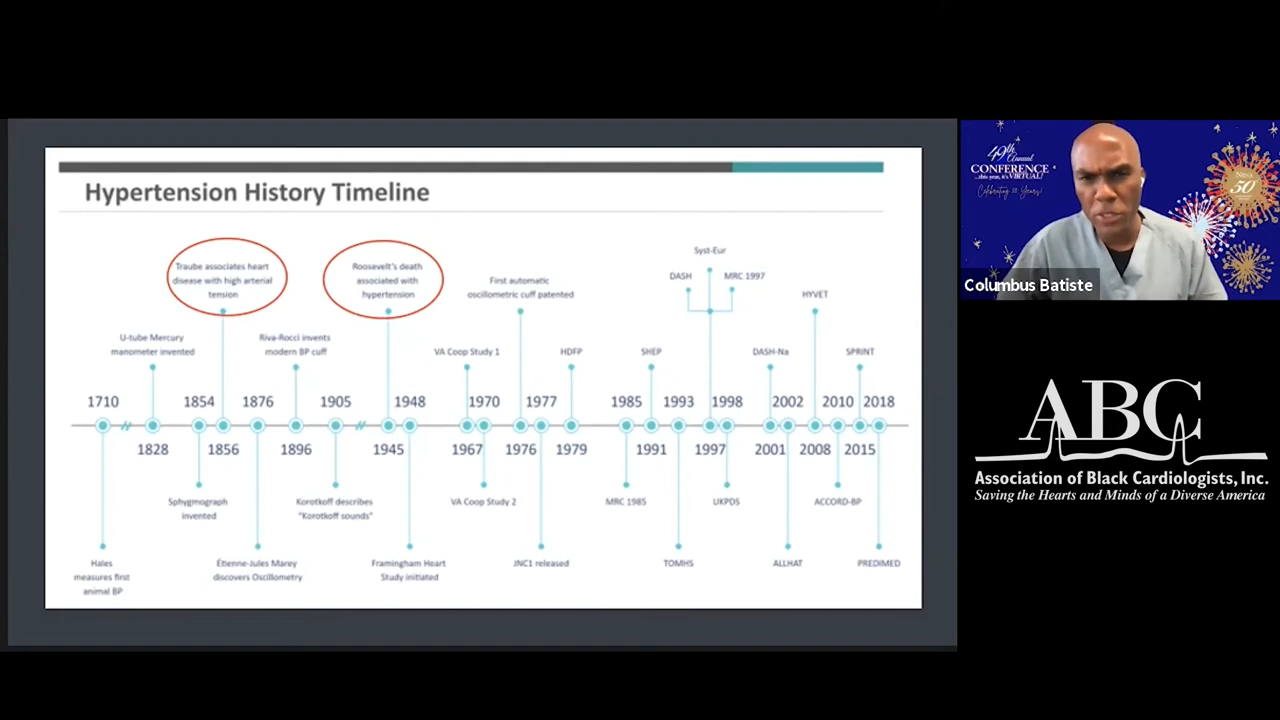 Hypertension History Timeline
Traube associates heart
disease with high arterial
tension
Roosevelt's death
associated with
hypertension
First automatic
oscillometric cuff patented
Syst-Eur
DASH
MRC 1997
HYVET
U-tube Mercury
manometer invented
Riva-Rocci invents
modern BP cuff
VA Coop Study 1
HDFP
SHEP
DASH-Na
SPRINT
1710
1854
1876
1905
1948
1970
1977
1985
1993
1998
2002
2010
2018
1828
1856
1896
1945
1967
1976
1979
1991
1997
2001
2008
2015
Sphygmograph
invented
Korotkoff describes
"Korotkoff sounds"
VA Coop Study 2
MRC 1985
UKPDS
ACCORD-BP
Hales
measures first
animal BP
Étienne-Jules Marey
discovers Oscillometry
Framingham Heart
Study initiated
JNC1 released
TOMHS
ALLHAT
PREDIMED
49th
Annual
CONFERENCE
...this year, it's VIRTUAL!
Celebrating 50 Years!
50
Columbus Batiste
ABC
Association of Black Cardiologists, Inc.
Saving the Hearts and Minds of a Diverse America